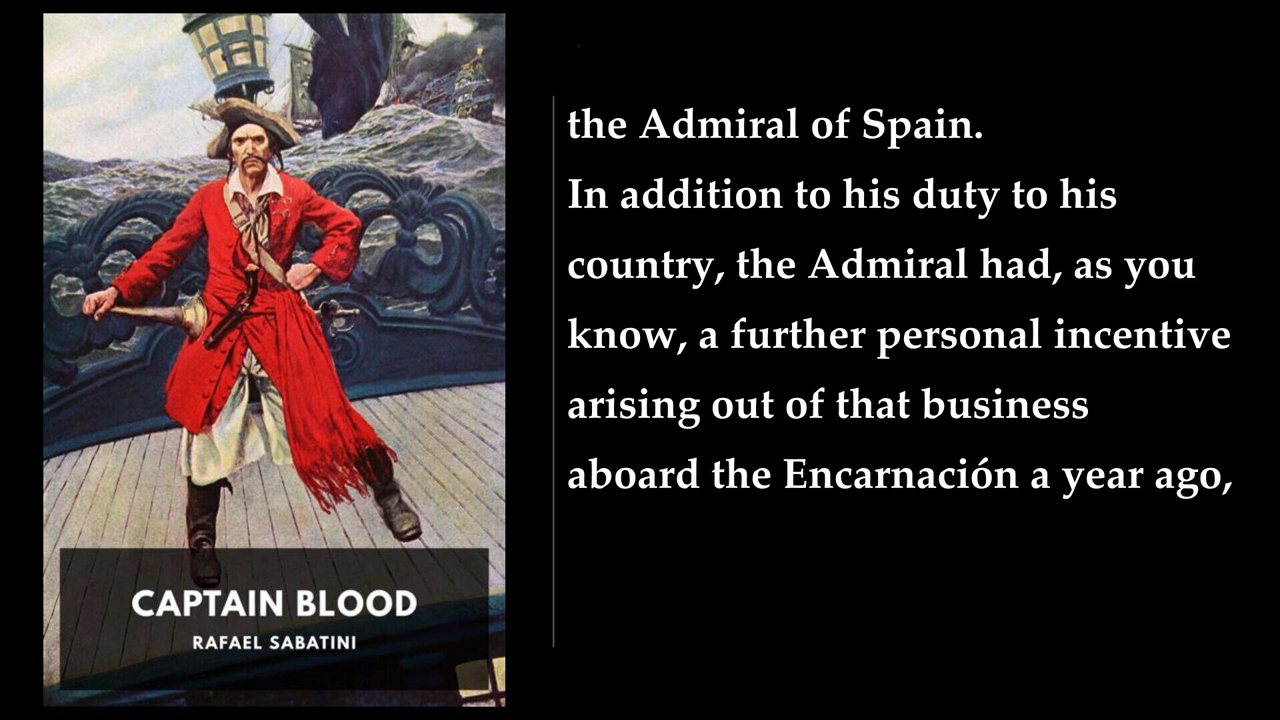 CAPTAIN BLOOD
RAFAEL SABATINI
the Admiral of Spain.
In addition to his duty to his
country, the Admiral had, as you
know, a further personal incentive
arising out of that business
aboard the Encarnación a year ago,